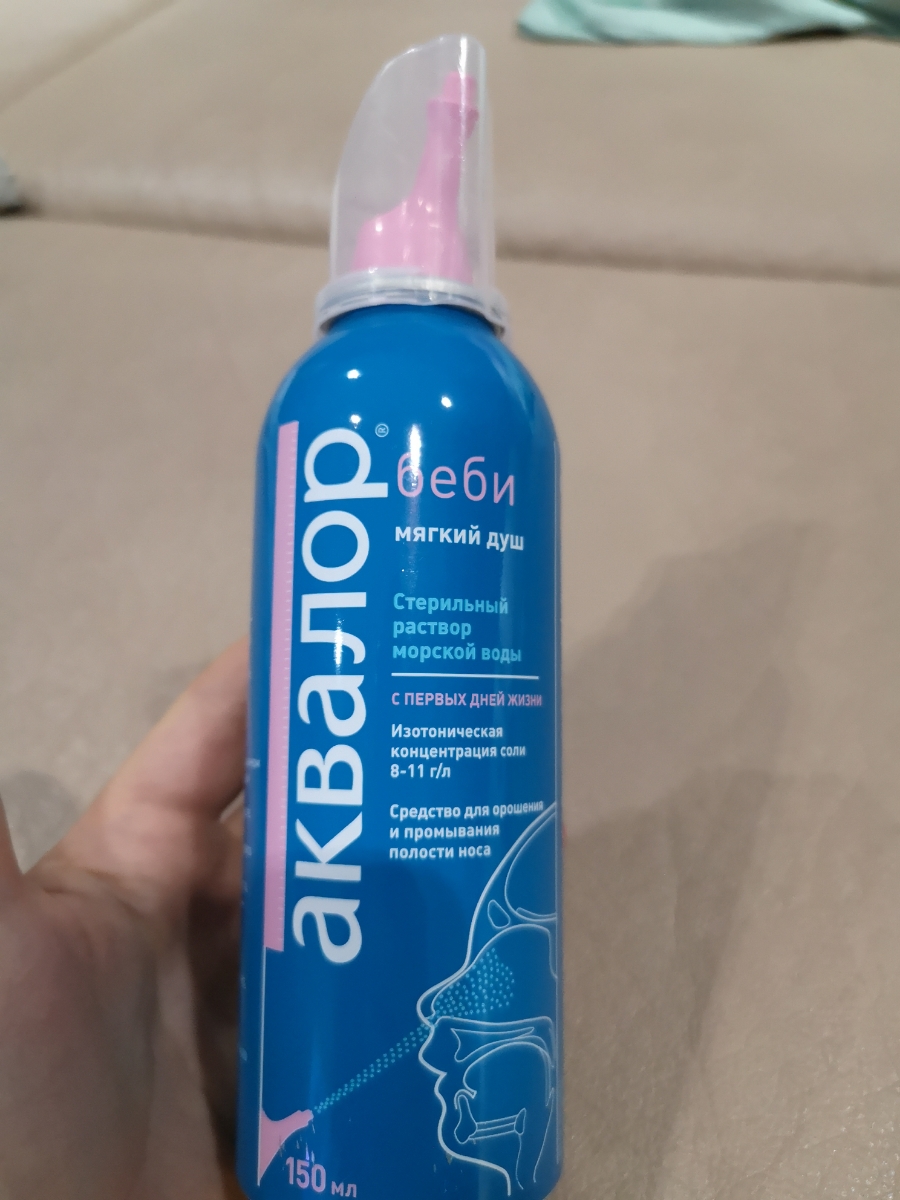 аквалор®
беби
мягкий душ
Стерильный
раствор
морской воды
С ПЕРВЫХ ДНЕЙ ЖИЗНИ
Изотоническая
концентрация соли
8-11 г/л
Средство для орошения
и промывания
полости носа
150 мл